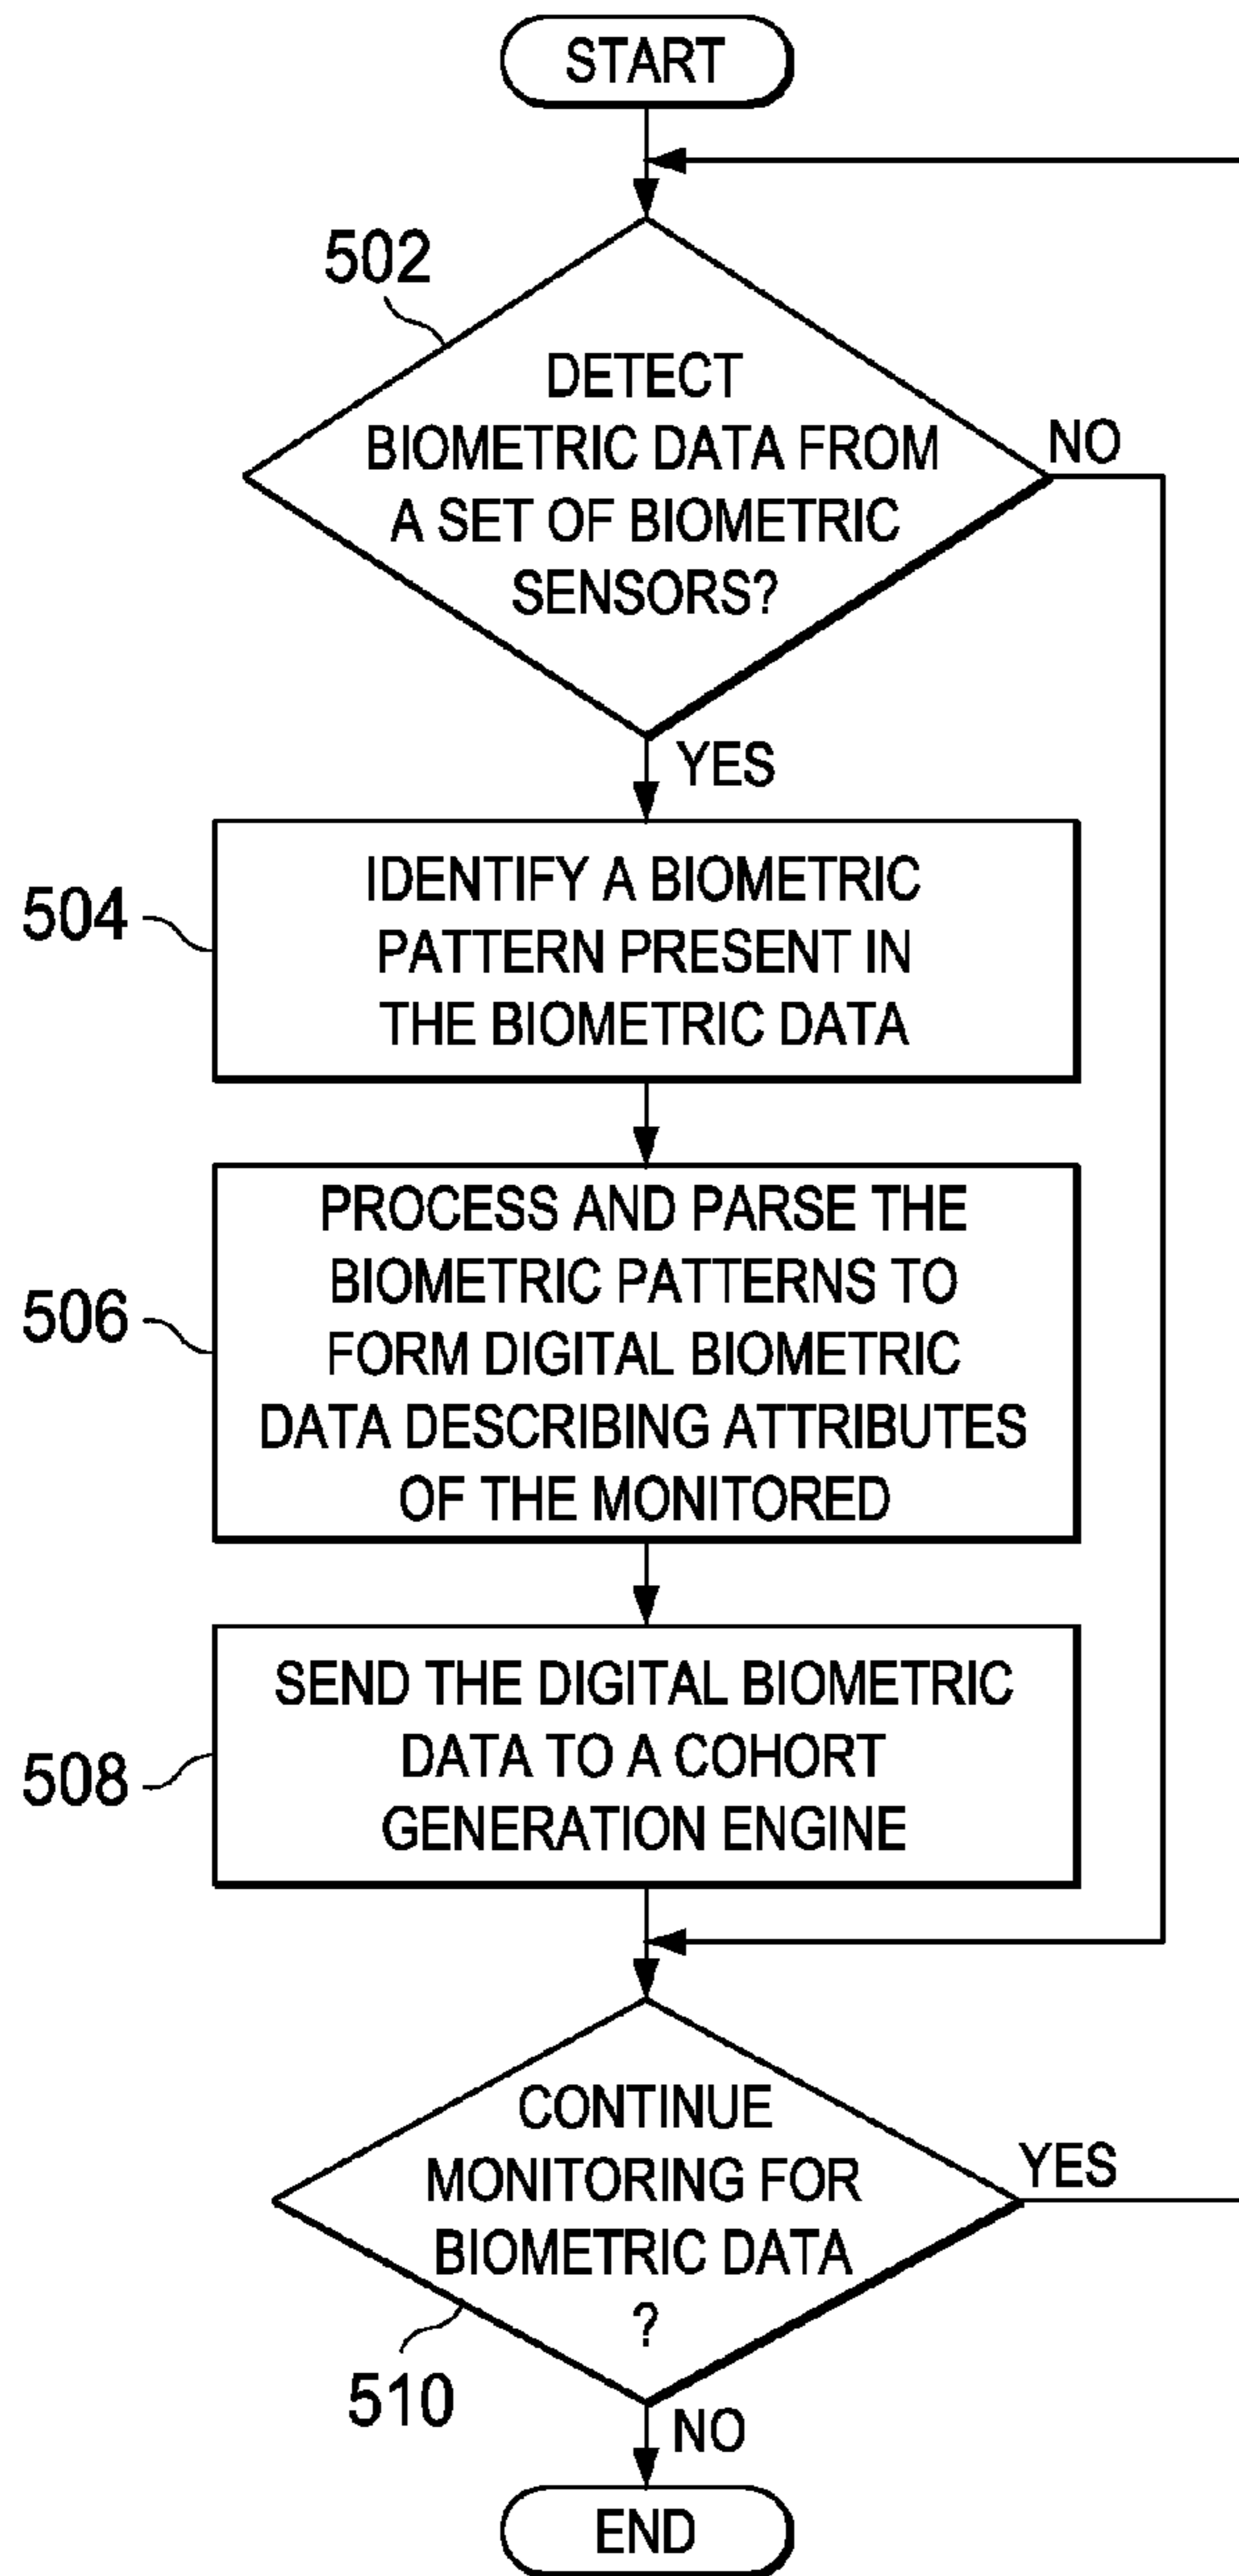 START
502
DETECT
BIOMETRIC DATA FROM
A SET OF BIOMETRIC
SENSORS?
NO
YES
504
IDENTIFY A BIOMETRIC
PATTERN PRESENT IN
THE BIOMETRIC DATA
506
PROCESS AND PARSE THE
BIOMETRIC PATTERNS TO
FORM DIGITAL BIOMETRIC
DATA DESCRIBING ATTRIBUTES
OF THE MONITORED
508
SEND THE DIGITAL BIOMETRIC
DATA TO A COHORT
GENERATION ENGINE
CONTINUE
MONITORING FOR
BIOMETRIC DATA
?
YES
510
NO
END